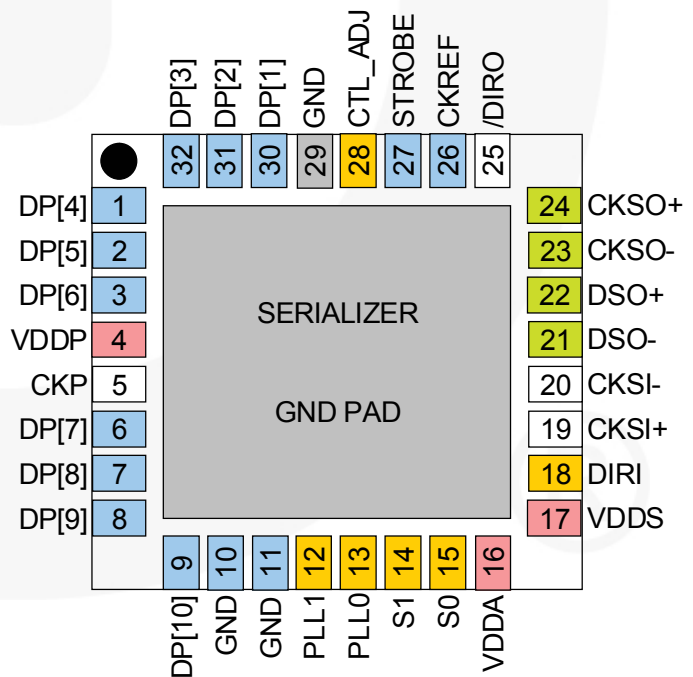 DP[3] DP[2] DP[1] GND CTL_ADJ STROBE CKREF /DIRO
32 31 30 29 28 27 26 25
DP[4] 1 24 CKSO+
DP[5] 2 23 CKSO-
DP[6] 3 22 DSO+
SERIALIZER
VDDP 4 21 DSO-
CKP 5 20 CKSI-
GND PAD
DP[7] 6 19 CKSI+
DP[8] 7 18 DIRI
DP[9] 8 17 VDDS
9 10 11 12 13 14 15 16
DP[10] GND GND PLL1 PLL0 S1 S0 VDDA